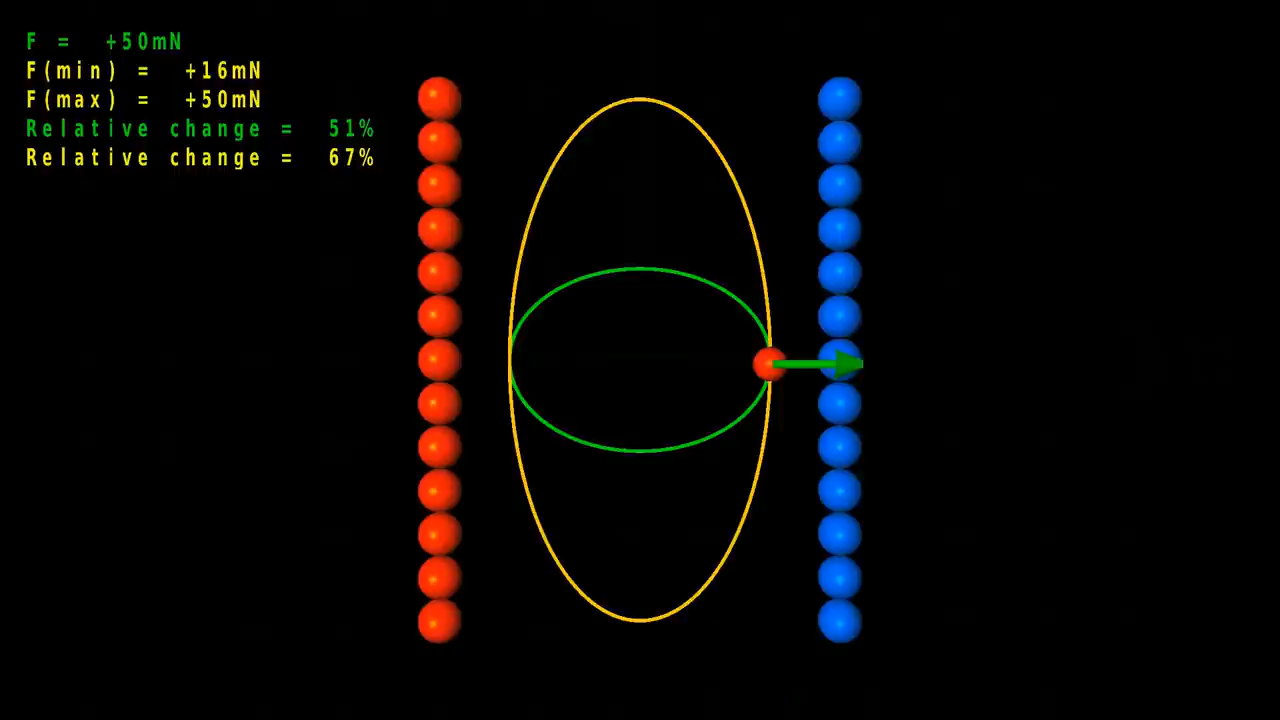 F = +50mN
F(min) = +16mN
F(max) = +50mN
Relative change = 51%
Relative change = 67%